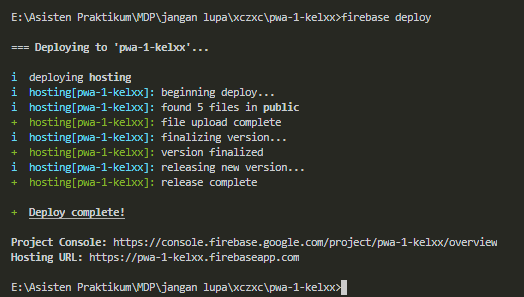 E:\Asisten Praktikum\MDP\jangan lupa\xczxc\pwa-1-kelxx>firebase deploy
=== Deploying to 'pwa-1-kelxx'...
i  deploying hosting
i  hosting[pwa-1-kelxx]: beginning deploy...
i  hosting[pwa-1-kelxx]: found 5 files in public
+  hosting[pwa-1-kelxx]: file upload complete
i  hosting[pwa-1-kelxx]: finalizing version...
+  hosting[pwa-1-kelxx]: version finalized
i  hosting[pwa-1-kelxx]: releasing new version...
+  hosting[pwa-1-kelxx]: release complete
+  Deploy complete!
Project Console: https://console.firebase.google.com/project/pwa-1-kelxx/overview
Hosting URL: https://pwa-1-kelxx.firebaseapp.com
E:\Asisten Praktikum\MDP\jangan lupa\xczxc\pwa-1-kelxx>